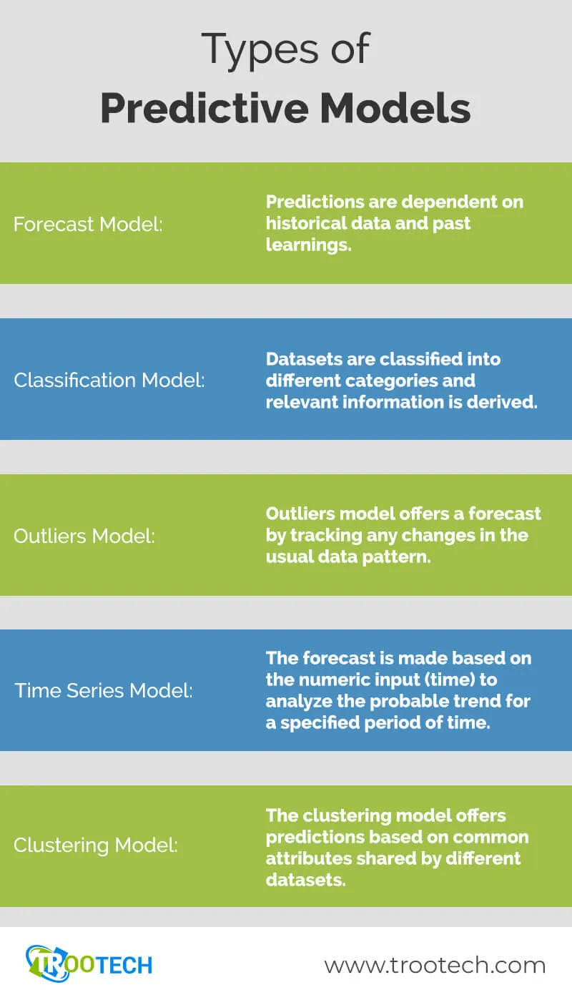 Types of
Predictive Models
Forecast Model:
Predictions are dependent on
historical data and past
learnings.
Classification Model:
Datasets are classified into
different categories and
relevant information is derived.
Outliers Model:
Outliers model offers a forecast
by tracking any changes in the
usual data pattern.
Time Series Model:
The forecast is made based on
the numeric input (time) to
analyze the probable trend for
a specified period of time.
Clustering Model:
The clustering model offers
predictions based on common
attributes shared by different
datasets.
TROOTECH
www.trootech.com